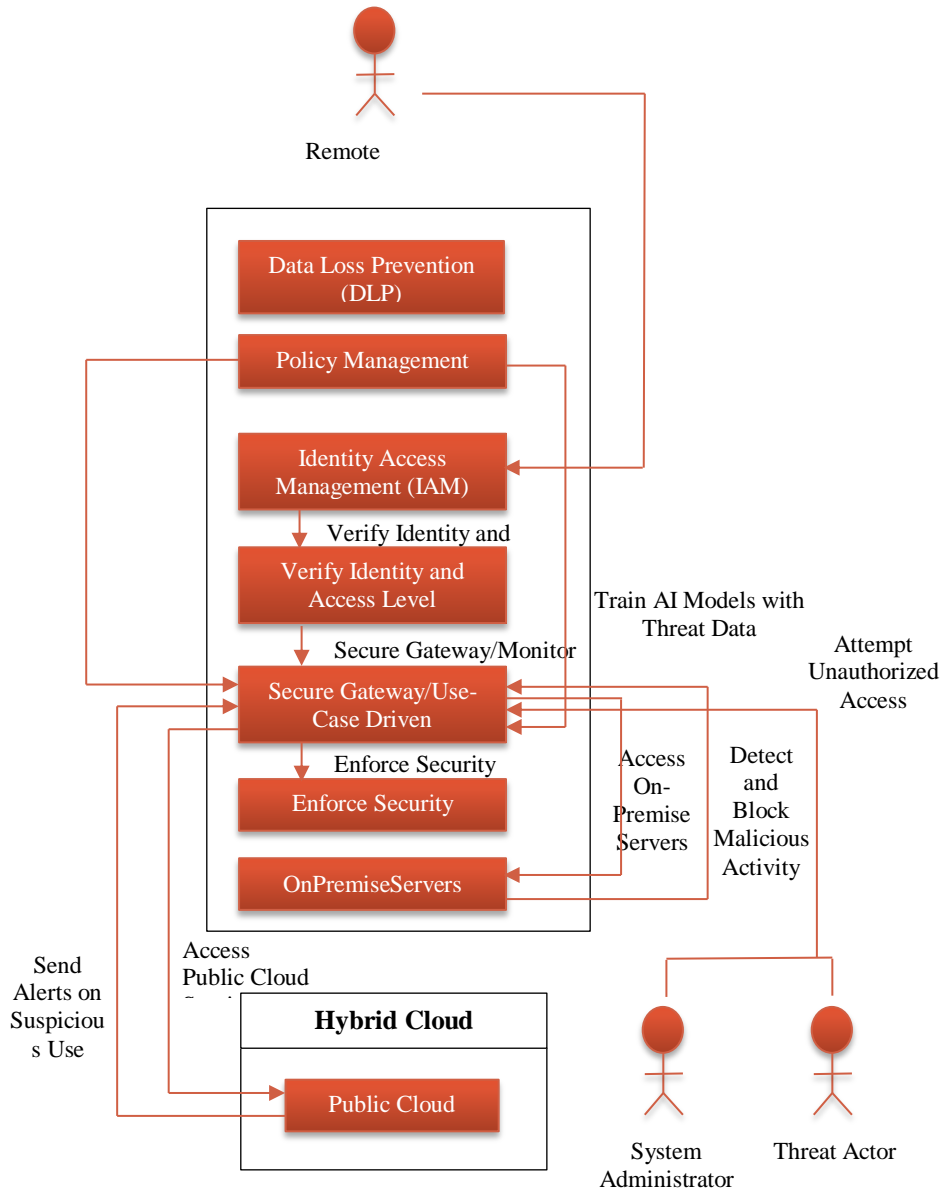 Remote
Data Loss Prevention
(DLP)
Policy Management
Identity Access
Management (IAM)
Verify Identity and
Verify Identity and
Access Level
Train AI Models with
Threat Data
Secure Gateway/Monitor
Attempt
Unauthorized
Access
Secure Gateway/Use-
Case Driven
Enforce Security
Enforce Security
Access
On-
Premise
Servers
Detect
and
Block
Malicious
Activity
OnPremiseServers
Send
Alerts on
Suspiciou
s Use
Access
Public Cloud
Hybrid Cloud
Public Cloud
System
Administrator
Threat Actor